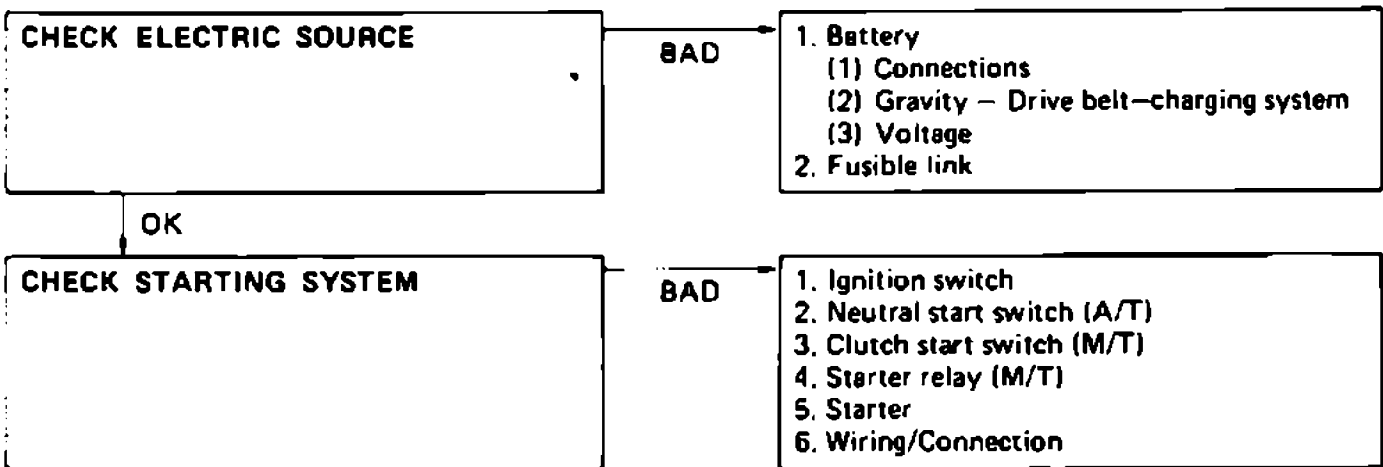 CHECK ELECTRIC SOURCE
BAD
1. Battery
(1) Connections
(2) Gravity — Drive belt—charging system
(3) Voltage
2. Fusible link
OK
CHECK STARTING SYSTEM
BAD
1. Ignition switch
2. Neutral start switch (A/T)
3. Clutch start switch (M/T)
4. Starter relay (M/T)
5. Starter
6. Wiring/Connection